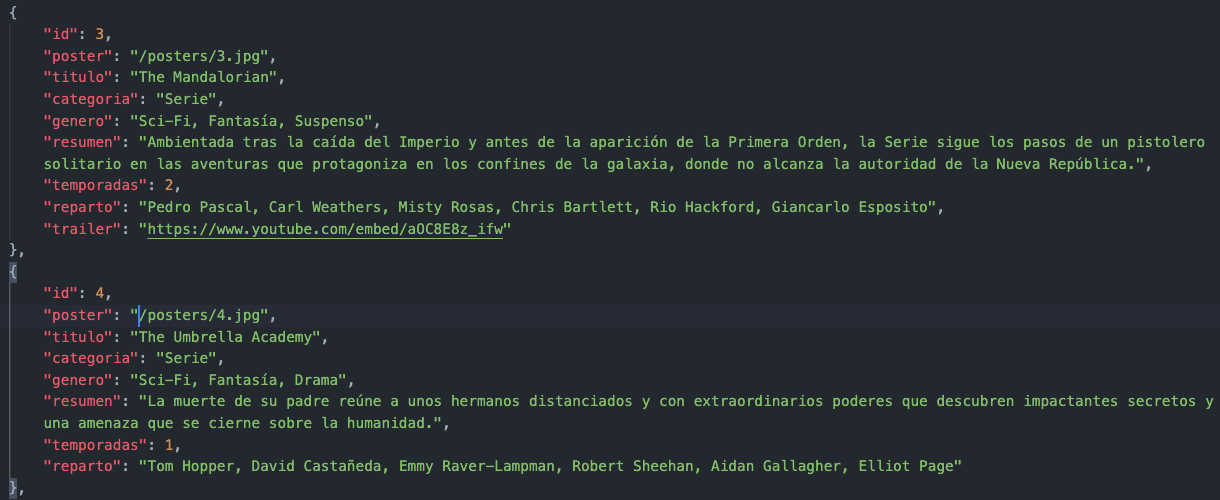 {
"id": 3,
"poster": "/posters/3.jpg",
"titulo": "The Mandalorian",
"categoria": "Serie",
"genero": "Sci-Fi, Fantasía, Suspenso",
"resumen": "Ambientada tras la caída del Imperio y antes de la aparición de la Primera Orden, la Serie sigue los pasos de un pistolero
solitario en las aventuras que protagoniza en los confines de la galaxia, donde no alcanza la autoridad de la Nueva República.",
"temporadas": 2,
"reparto": "Pedro Pascal, Carl Weathers, Misty Rosas, Chris Bartlett, Rio Hackford, Giancarlo Esposito",
"trailer": "https://www.youtube.com/embed/aOC8E8z_ifw"
},
{
"id": 4,
"poster": "/posters/4.jpg",
"titulo": "The Umbrella Academy",
"categoria": "Serie",
"genero": "Sci-Fi, Fantasía, Drama",
"resumen": "La muerte de su padre reúne a unos hermanos distanciados y con extraordinarios poderes que descubren impactantes secretos y
una amenaza que se cierne sobre la humanidad.",
"temporadas": 1,
"reparto": "Tom Hopper, David Castañeda, Emmy Raver-Lampman, Robert Sheehan, Aidan Gallagher, Elliot Page"
},